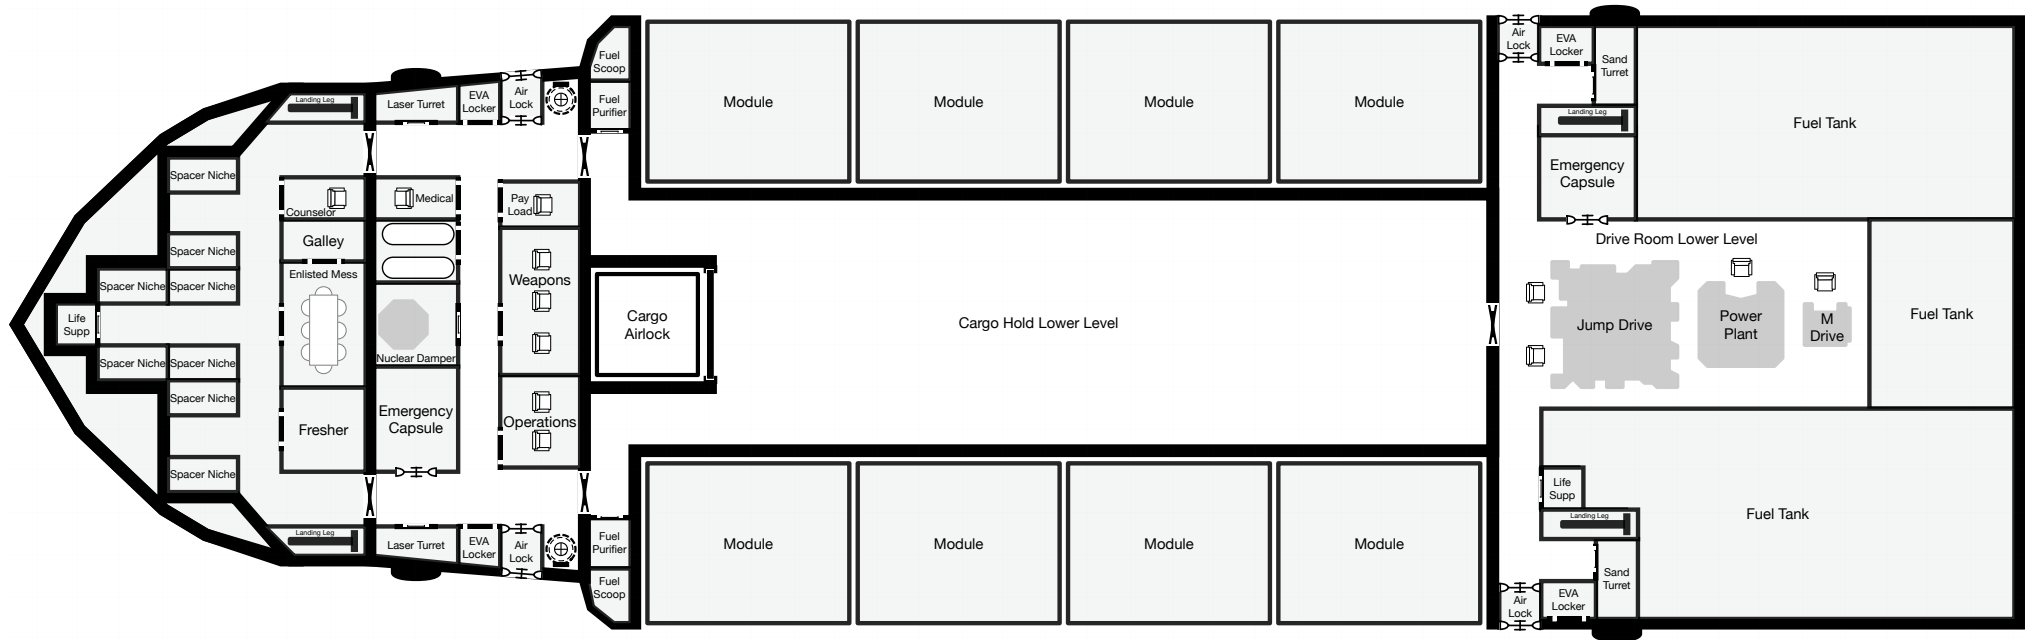 Landing Leg
Laser Turret
EVA
Locker
Air
Lock
Fuel
Scoop
Fuel
Purifier
Module
Module
Module
Module
Air
Lock
EVA
Locker
Sand
Turret
Landing Leg
Emergency
Capsule
Fuel Tank
Spacer Niche
Counselor
Medical
Pay
Load
Spacer Niche
Galley
Enlisted Mess
Weapons
Spacer Niche
Spacer Niche
Life
Supp
Nuclear Damper
Cargo
Airlock
Cargo Hold Lower Level
Drive Room Lower Level
Jump Drive
Power
Plant
M
Drive
Fuel Tank
Spacer Niche
Spacer Niche
Spacer Niche
Fresher
Emergency
Capsule
Operations
Spacer Niche
Landing Leg
Laser Turret
EVA
Locker
Air
Lock
Fuel
Purifier
Fuel
Scoop
Module
Module
Module
Module
Life
Supp
Landing Leg
Fuel Tank
Air
Lock
EVA
Locker
Sand
Turret